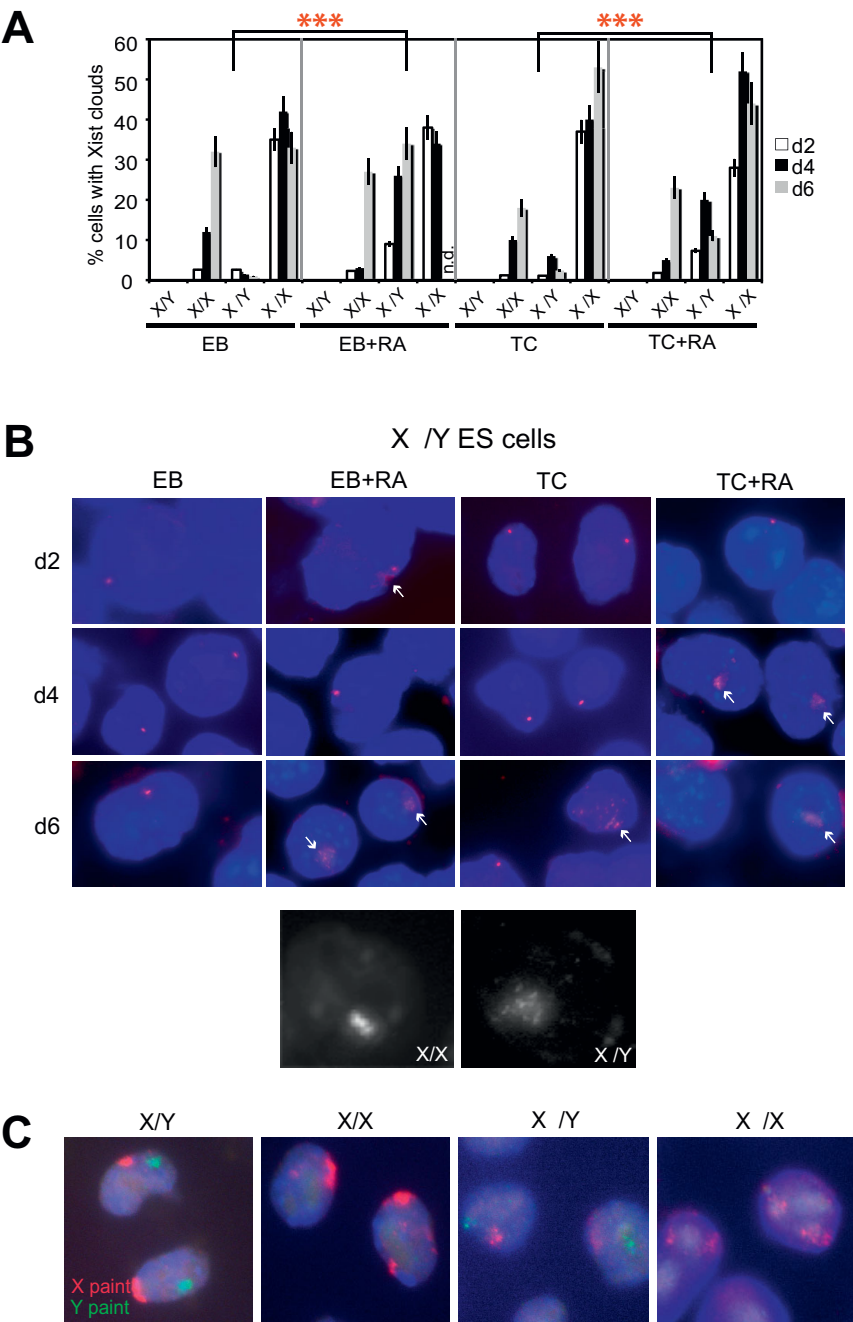 A
***
***
% cells with Xist clouds
60
50
40
30
20
10
0
n.d.
d2
d4
d6
X/Y X/X X /Y X /X X/Y X/X X /Y X /X X/Y X/X X /Y X /X X/Y X/X X /Y X /X
EB EB+RA TC TC+RA
B
X /Y ES cells
EB EB+RA TC TC+RA
d2
d4
d6
X/X X /Y
C
X/Y X/X X /Y X /X
X paint
Y paint